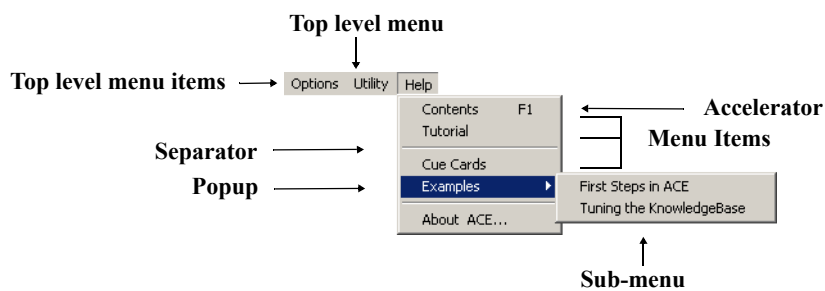 Top level menu
Top level menu items
Options Utility Help
Contents F1
Accelerator
Tutorial
Menu Items
Separator
Cue Cards
Popup
Examples
First Steps in ACE
Tuning the KnowledgeBase
About ACE...
Sub-menu